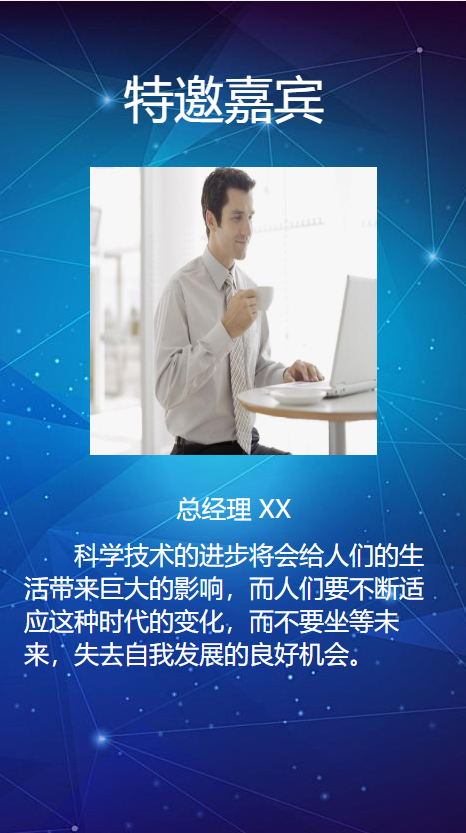 特邀嘉宾
总经理 XX
科学技术的进步将会给人们的生
活带来巨大的影响，而人们要不断适
应这种时代的变化，而不要坐等未
来，失去自我发展的良好机会。